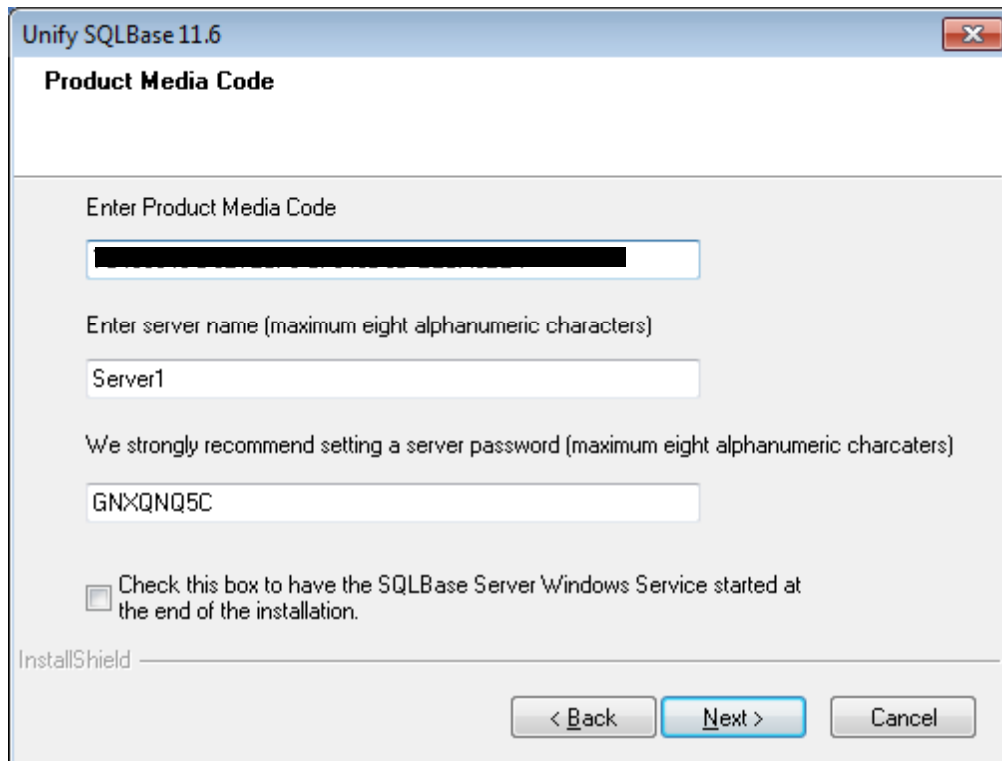 Unify SQLBase 11.6
Product Media Code
Enter Product Media Code
Enter server name (maximum eight alphanumeric characters)
Server1
We strongly recommend setting a server password (maximum eight alphanumeric charcaters)
GNXQNQ5C
Check this box to have the SQLBase Server Windows Service started at
the end of the installation.
InstallShield
< Back
Next >
Cancel